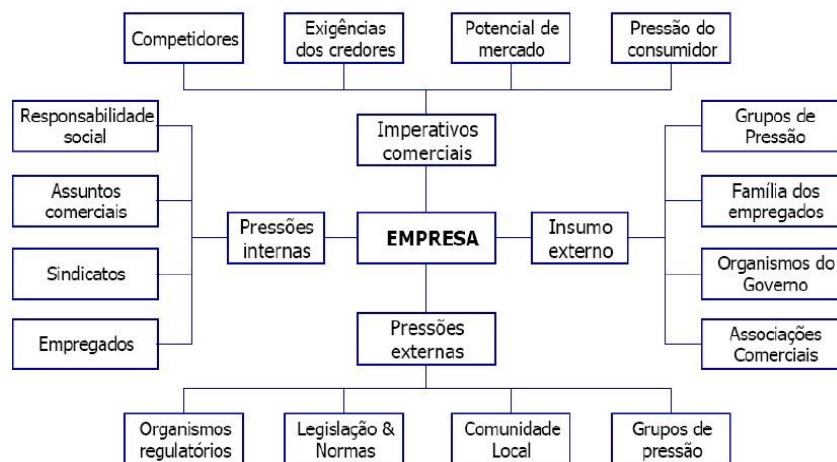 Competidores
Exigências
dos credores
Potencial de
mercado
Pressão do
consumidor
Responsabilidade
social
Imperativos
comerciais
Grupos de
Pressão
Assuntos
comerciais
Família dos
empregados
Pressões
internas
EMPRESA
Insumo
externo
Sindicatos
Organismos do
Governo
Empregados
Pressões
externas
Associações
Comerciais
Organismos
regulatórios
Legislação &
Normas
Comunidade
Local
Grupos de
pressão